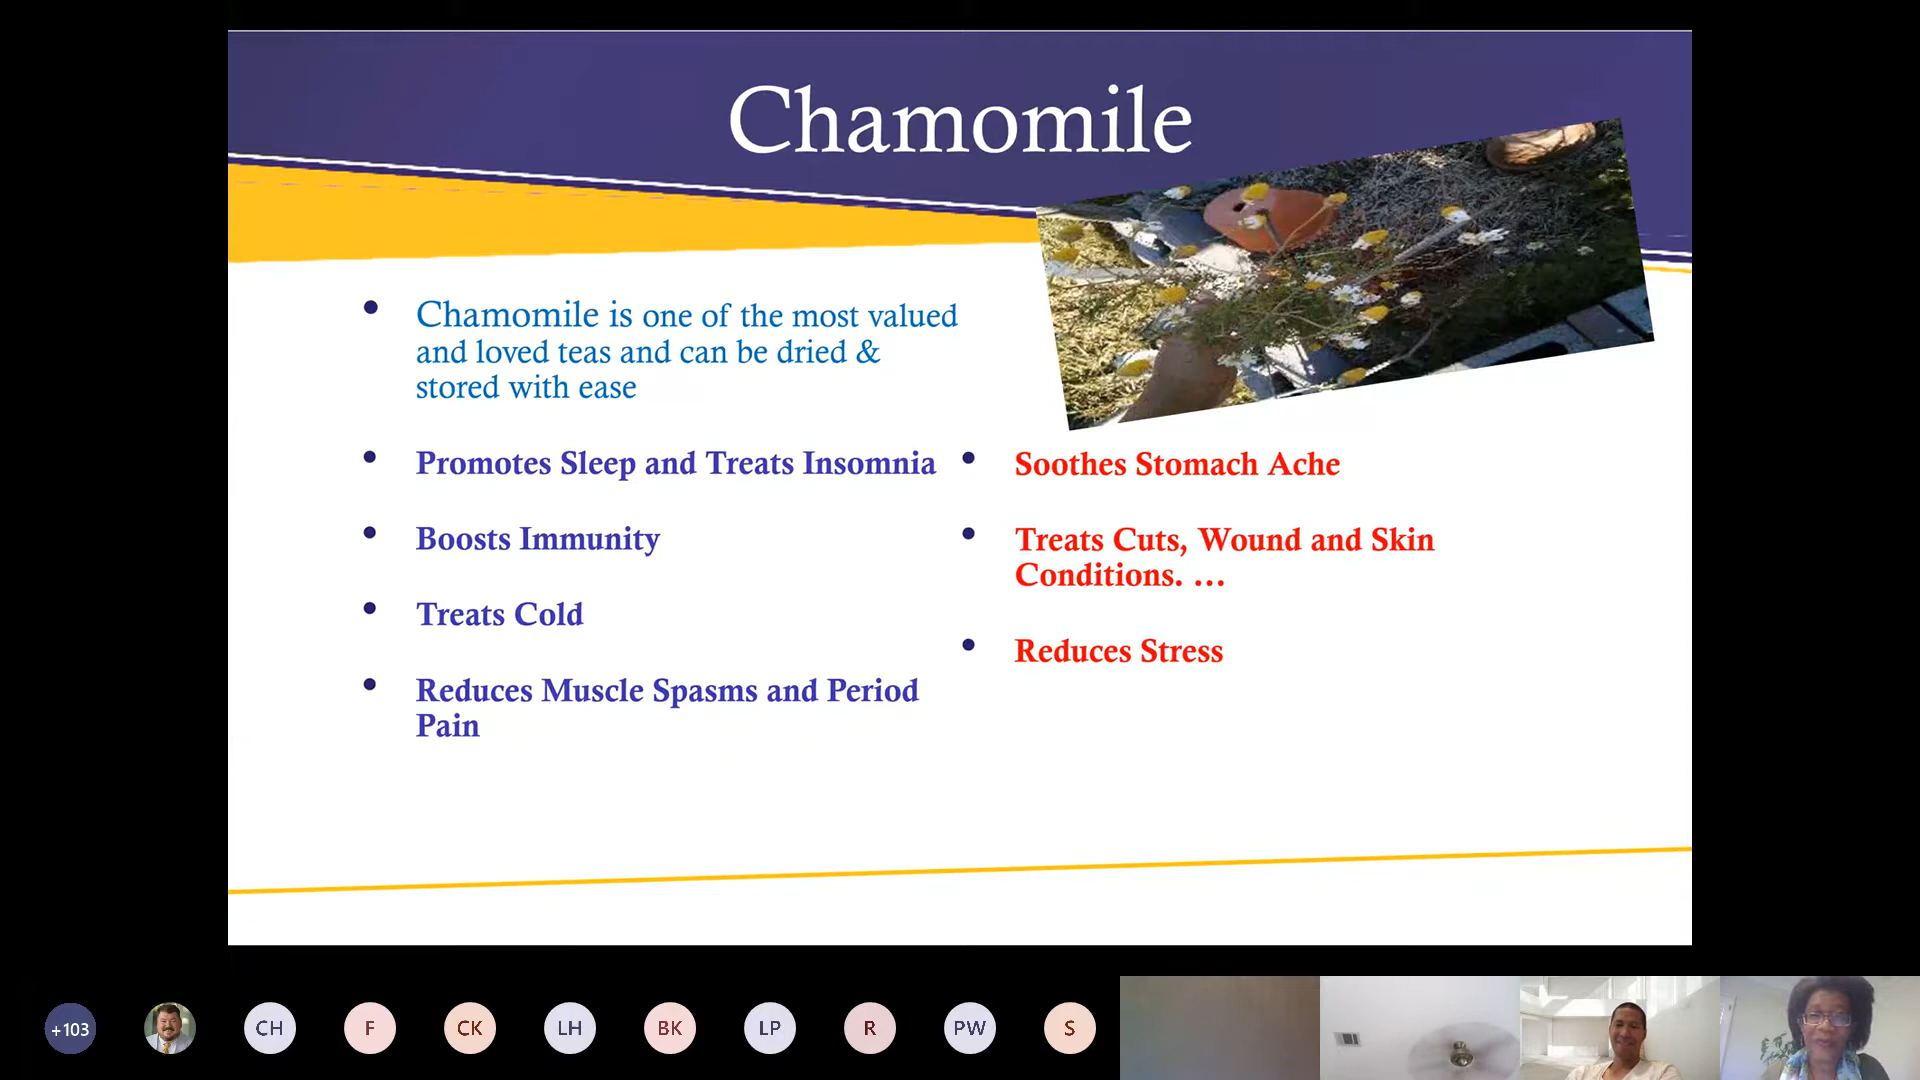 Chamomile
Chamomile is one of the most valued
and loved teas and can be dried &
stored with ease
Promotes Sleep and Treats Insomnia
Boosts Immunity
Treats Cold
Reduces Muscle Spasms and Period
Pain
Soothes Stomach Ache
Treats Cuts, Wound and Skin
Conditions. ...
Reduces Stress
+103
CH
F
CK
LH
BK
LP
R
PW
S